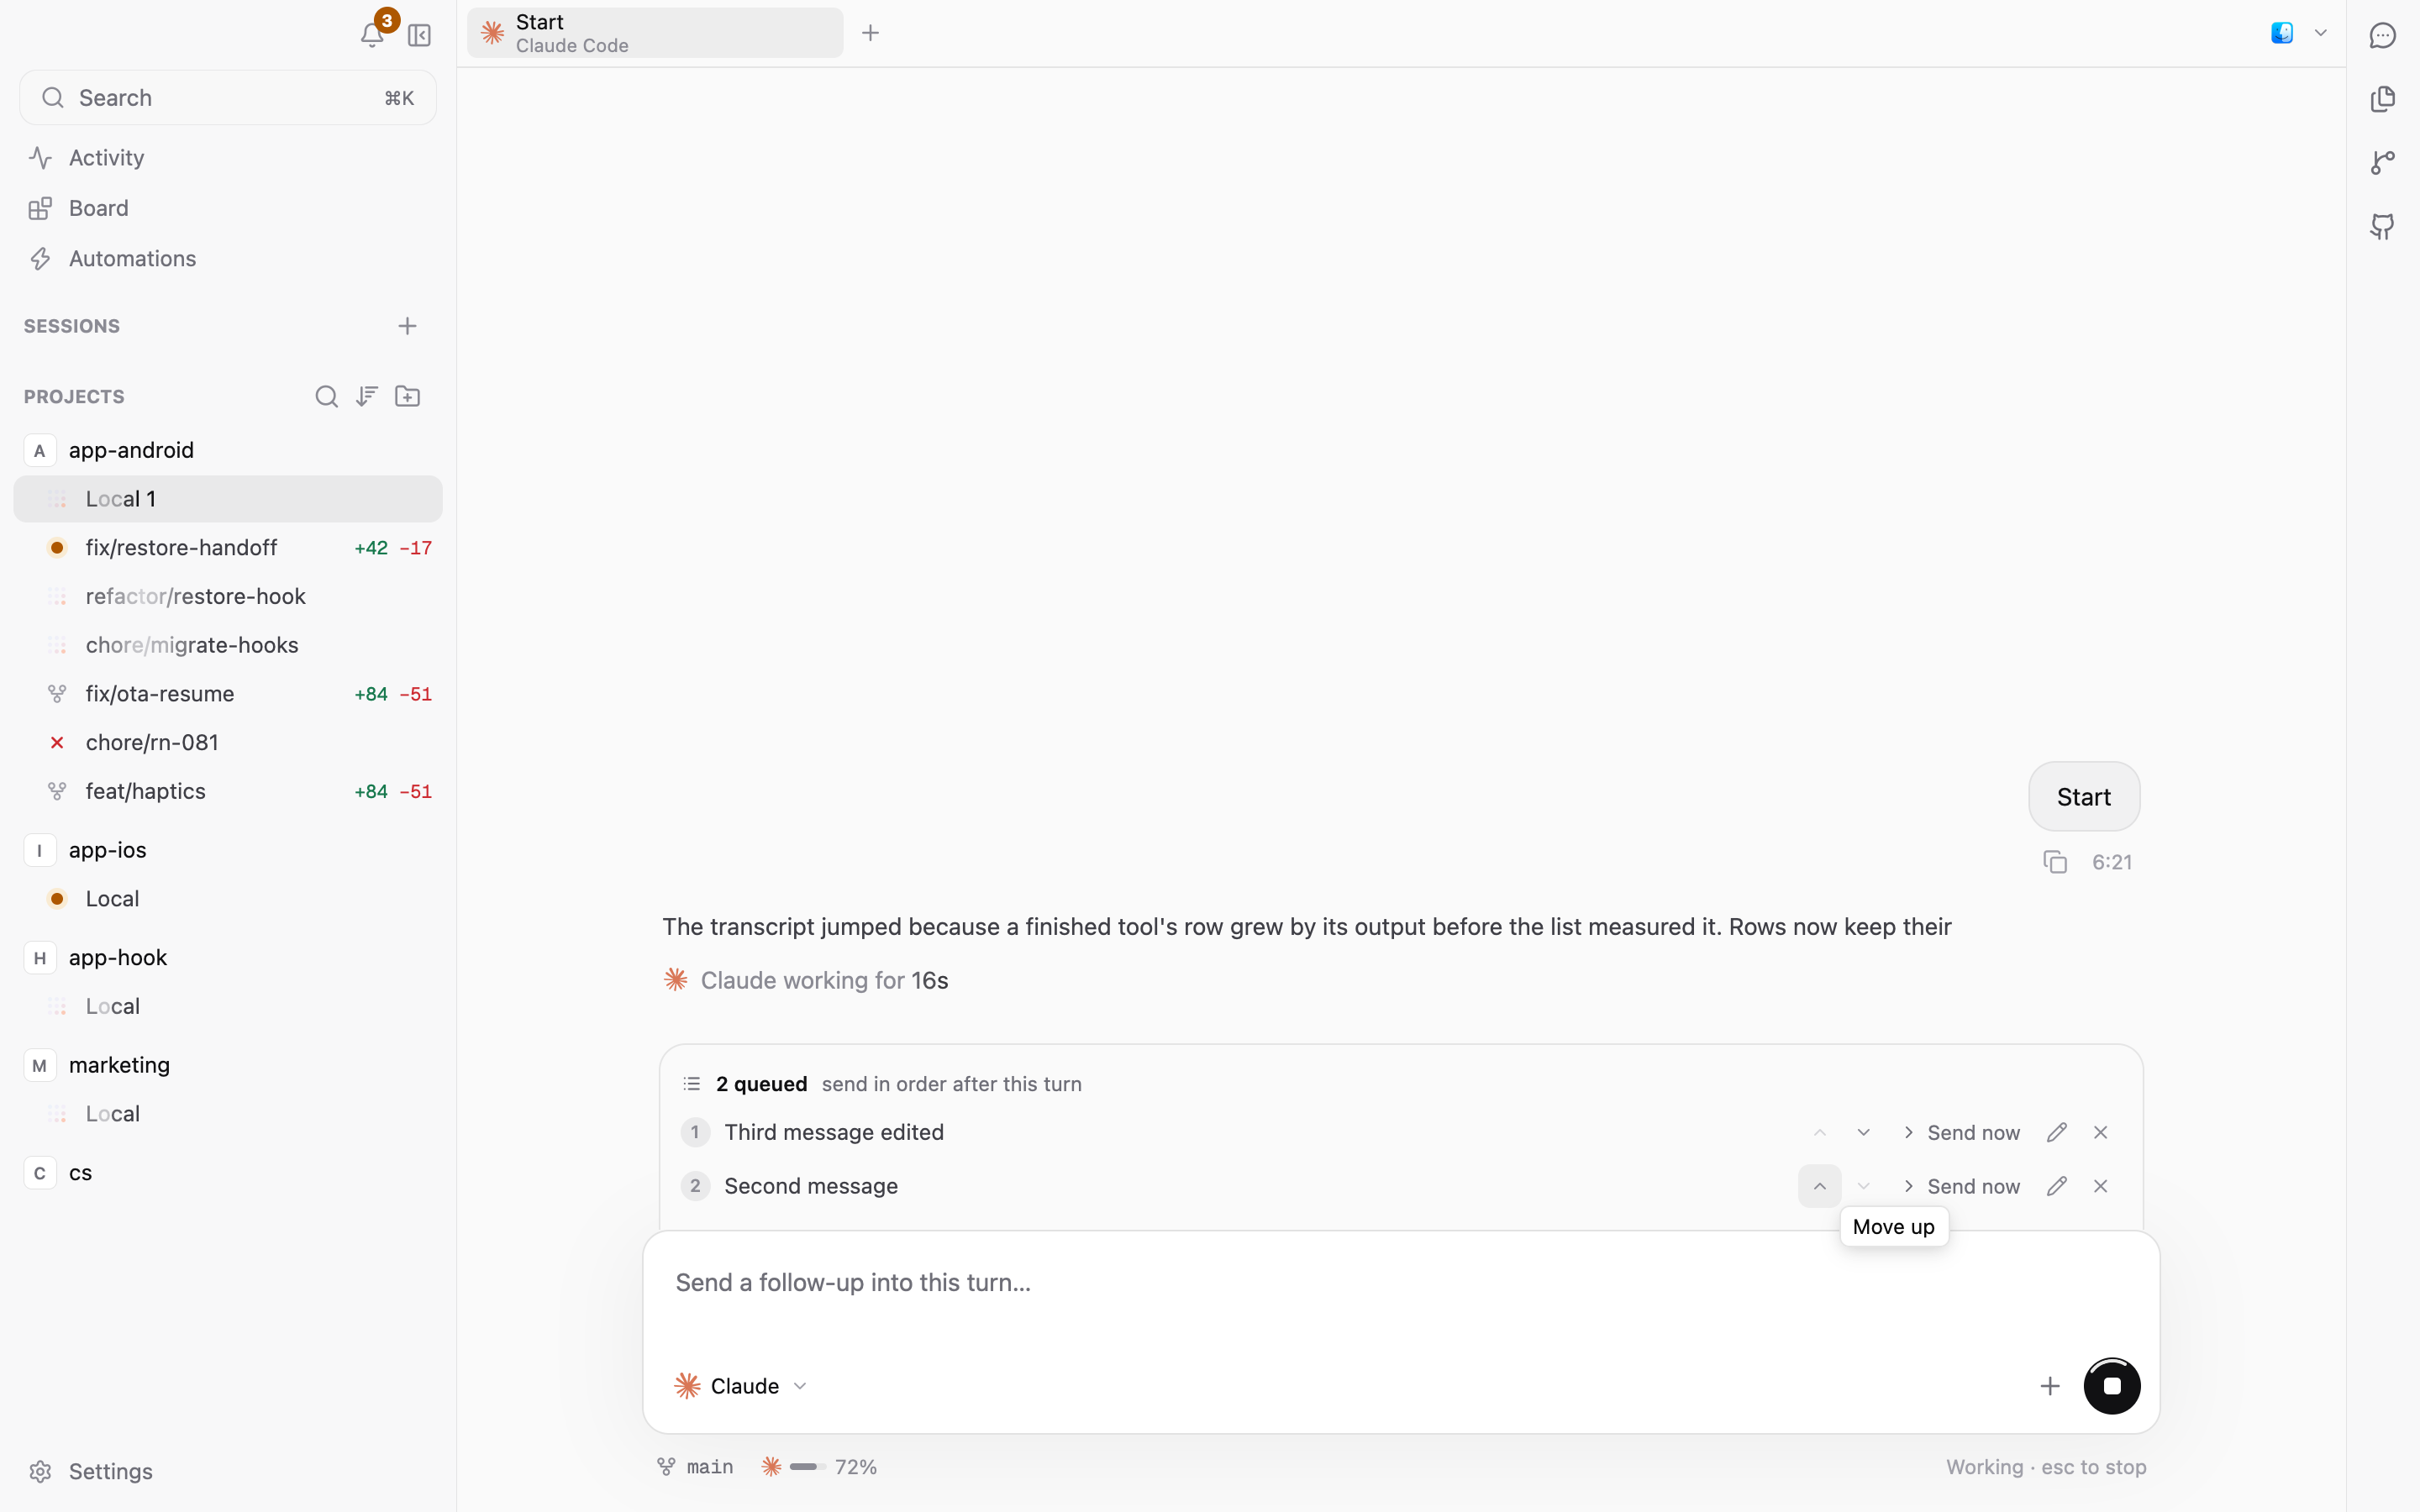 3
Search ⌘K
Activity
Board
Automations
SESSIONS
PROJECTS
A app-android
Local 1
fix/restore-handoff +42 −17
refactor/restore-hook
chore/migrate-hooks
fix/ota-resume +84 −51
chore/rn-081
feat/haptics +84 −51
I app-ios
Local
H app-hook
Local
M marketing
Local
C cs
Settings
Start
Claude Code
Start
6:21
The transcript jumped because a finished tool's row grew by its output before the list measured it. Rows now keep their
Claude working for 16s
2 queued send in order after this turn
1 Third message edited Send now
2 Second message Send now
Move up
Send a follow-up into this turn...
Claude
main 72% Working · esc to stop